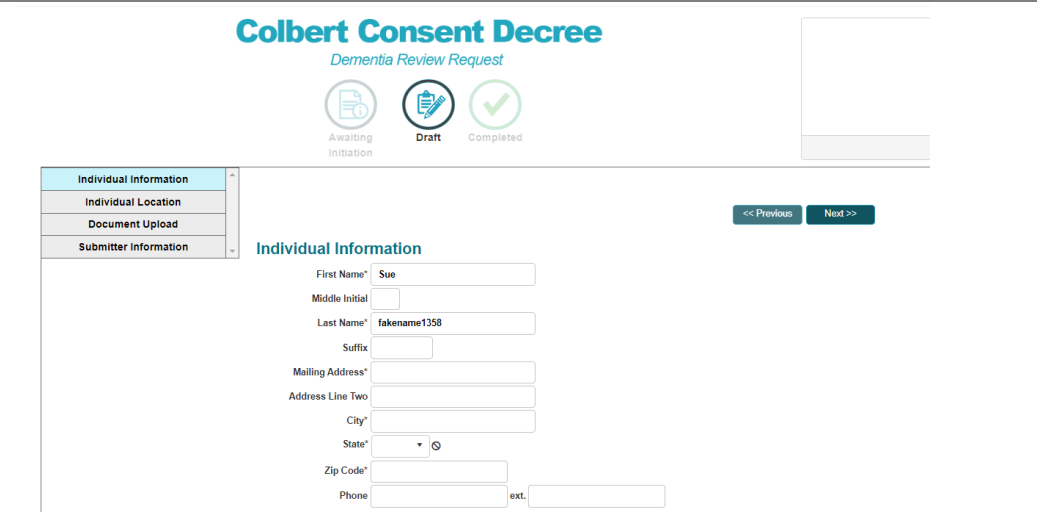 Colbert Consent Decree
Dementia Review Request
Awaiting Initiation
Draft
Completed
Individual Information
Individual Location
Document Upload
Submitter Information
<< Previous
Next >>
Individual Information
First Name* Sue
Middle Initial
Last Name* fakename1358
Suffix
Mailing Address*
Address Line Two
City*
State*
Zip Code*
Phone ext.